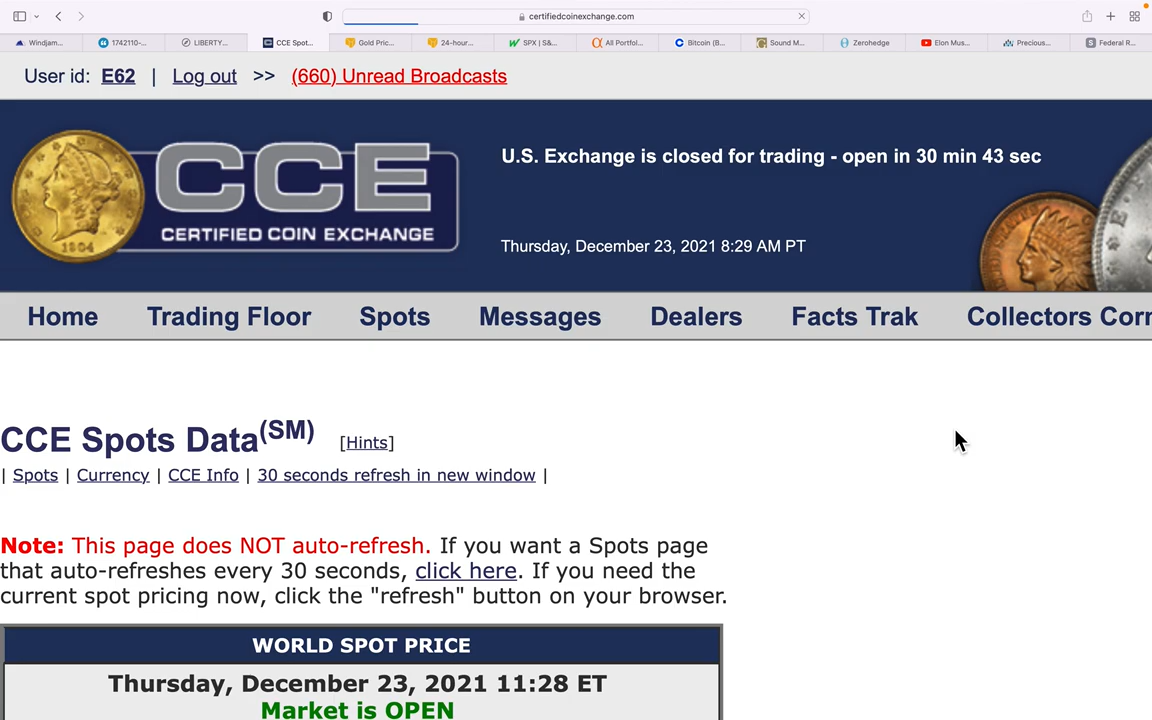 certifiedcoinexchange.com
Windjam...
1742110-...
LIBERTY...
CCE Spot...
Gold Pric...
24-hour...
SPX | S&...
All Portfol...
Bitcoin (B...
Sound M...
Zerohedge
Elon Mus...
Precious...
Federal R...
User id: E62 | Log out >> (660) Unread Broadcasts
CCE
CERTIFIED COIN EXCHANGE
1804
U.S. Exchange is closed for trading - open in 30 min 43 sec
Thursday, December 23, 2021 8:29 AM PT
Home Trading Floor Spots Messages Dealers Facts Trak Collectors Corr
CCE Spots Data(SM) [Hints]
| Spots | Currency | CCE Info | 30 seconds refresh in new window |
Note: This page does NOT auto-refresh. If you want a Spots page
that auto-refreshes every 30 seconds, click here. If you need the
current spot pricing now, click the "refresh" button on your browser.
WORLD SPOT PRICE
Thursday, December 23, 2021 11:28 ET
Market is OPEN